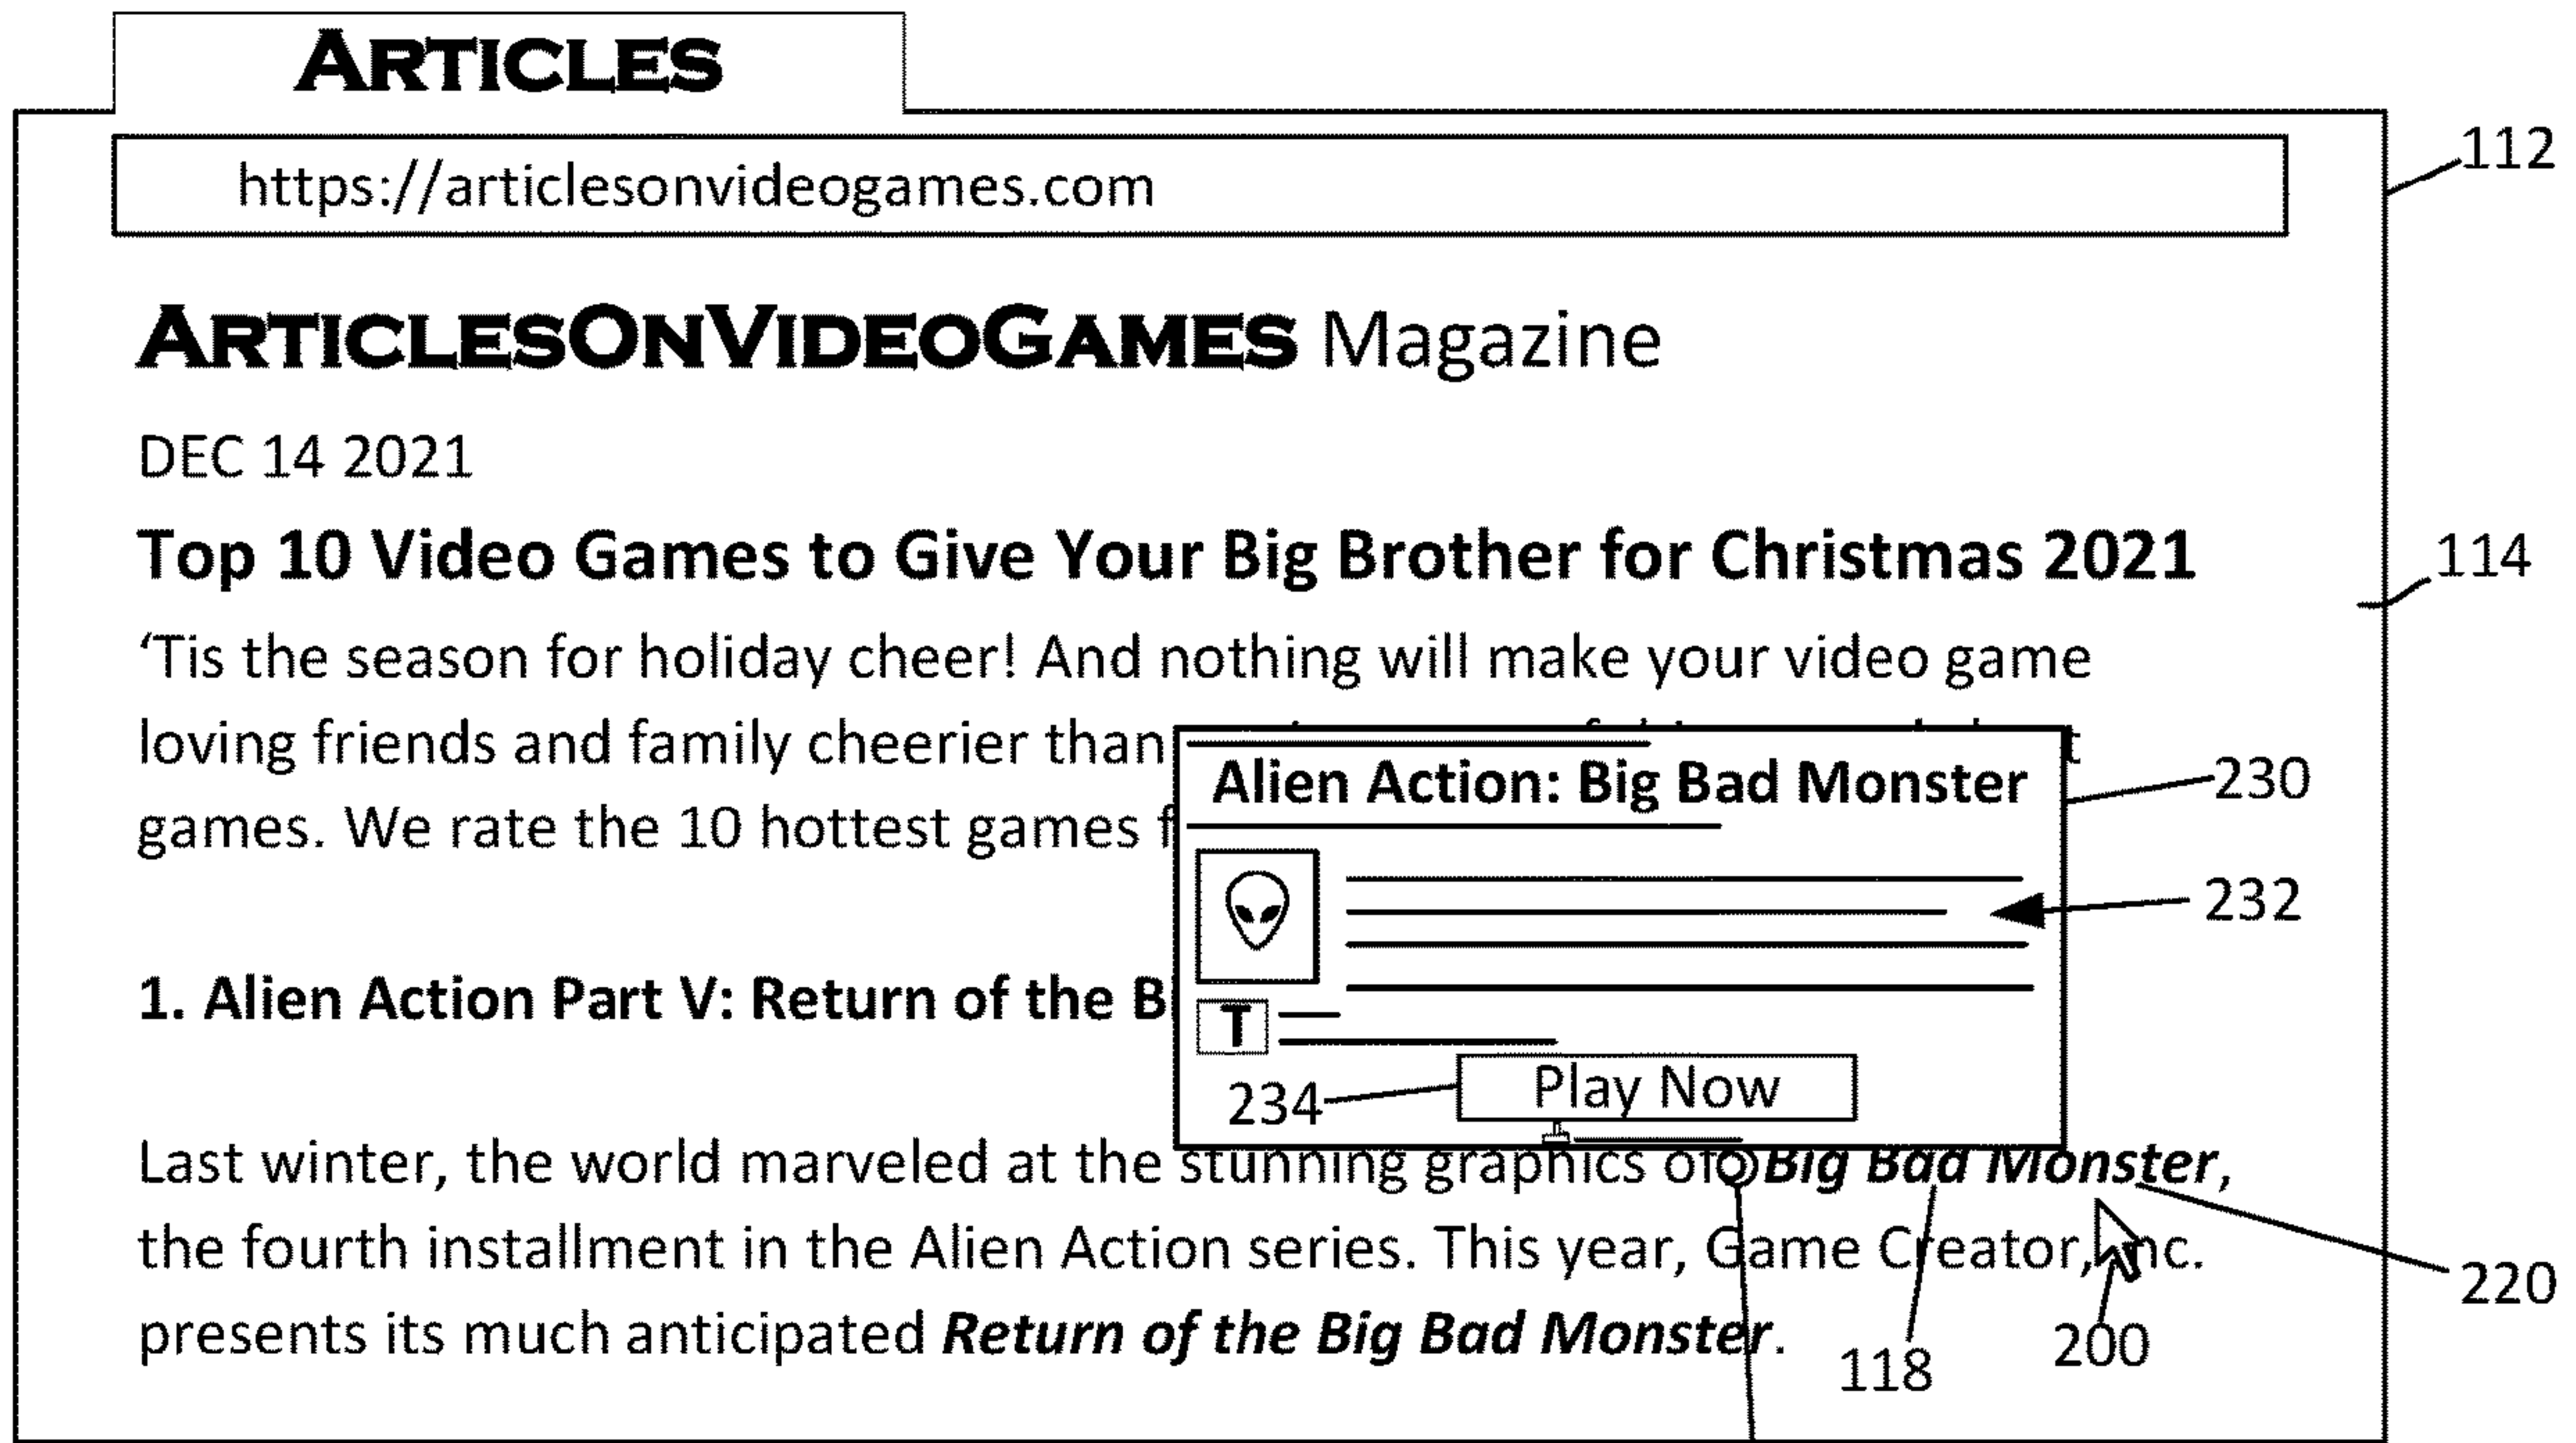 ARTICLES
https://articlesonvideogames.com
112
ARTICLESONVIDEOGAMES Magazine
DEC 14 2021
Top 10 Video Games to Give Your Big Brother for Christmas 2021
114
‘Tis the season for holiday cheer! And nothing will make your video game
loving friends and family cheerier than
games. We rate the 10 hottest games
Alien Action: Big Bad Monster
230
232
1. Alien Action Part V: Return of the B
T
234
Play Now
Last winter, the world marveled at the stunning graphics of Big Bad Monster,
the fourth installment in the Alien Action series. This year, Game Creator, Inc.
220
presents its much anticipated Return of the Big Bad Monster.
118
200